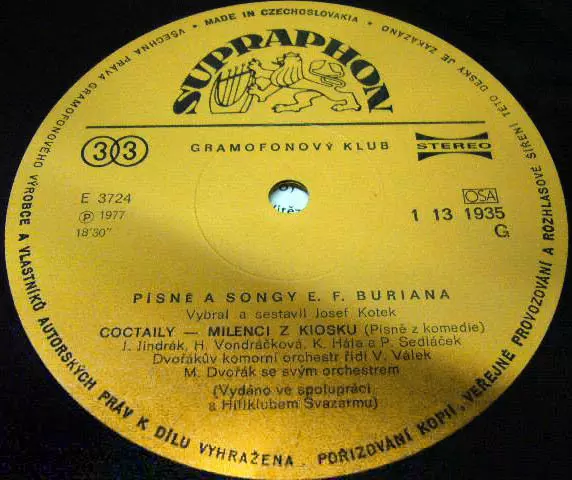 MADE IN CZECHOSLOVAKIA • VŠECHNA PRÁVA GRAMOFONOVÉHO VÝROBCE A VLASTNÍKŮ AUTORSKÝCH PRÁV K DÍLU VYHRAŽENA. POŘIZOVÁNÍ KOPIÍ, VEŘEJNÉ PROVOZOVÁNÍ A ROZHLASOVÉ ŠÍŘENÍ TÉTO DESKY JE ZAKÁZÁNO •
SUPRAPHON
33 GRAMOFONOVÝ KLUB STEREO
E 3724 OSA
℗ 1977 1 13 1935
18'30" G
PÍSNĚ A SONGY E. F. BURIANA
Vybral a sestavil Josef Kotek
COCTAILY — MILENCI Z KIOSKU (Písně z komedie)
J. Jindrák, H. Vondráčková, K. Hála a P. Sedláček
Dvořákův komorní orchestr řídí V. Válek
M. Dvořák se svým orchestrem
(Vydáno ve spolupráci
s Hifiklubem Svazarmu)